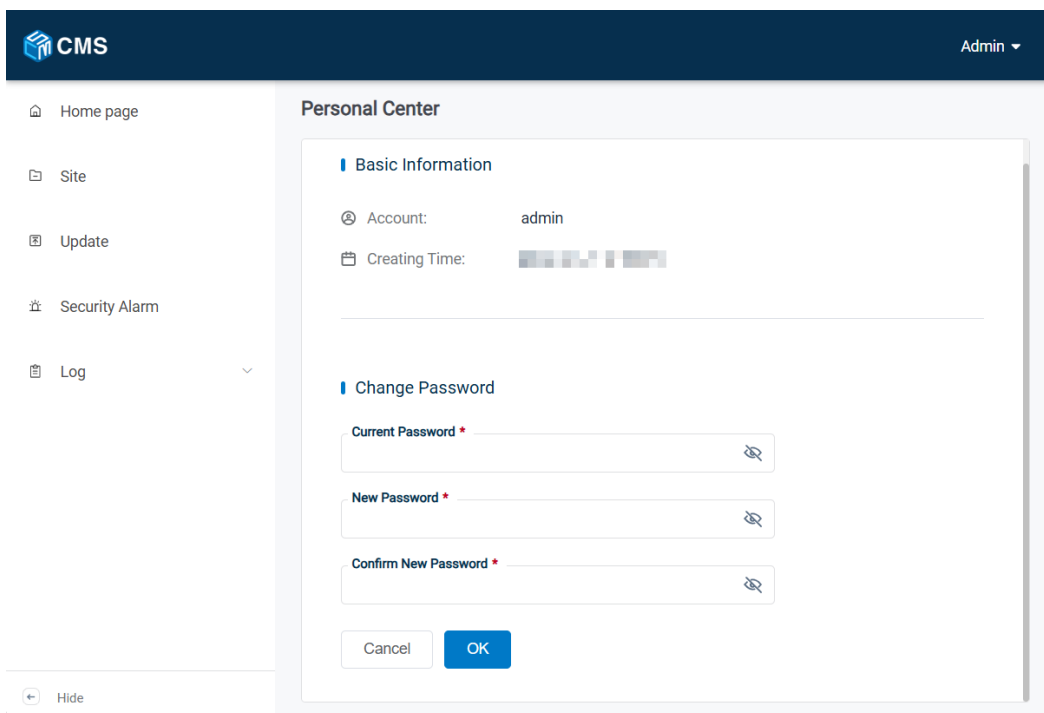 CMS
Admin
Home page
Site
Update
Security Alarm
Log
Hide
Personal Center
Basic Information
Account: admin
Creating Time:
Change Password
Current Password *
New Password *
Confirm New Password *
Cancel OK